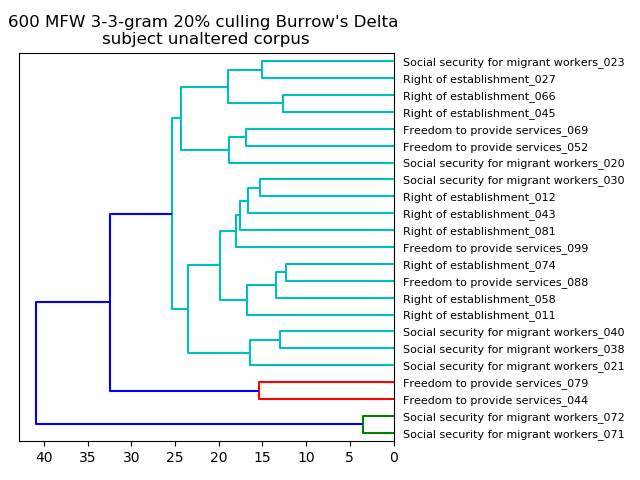 600 MFW 3-3-gram 20% culling Burrow's Delta
subject unaltered corpus
Social security for migrant workers_023
Right of establishment_027
Right of establishment_066
Right of establishment_045
Freedom to provide services_069
Freedom to provide services_052
Social security for migrant workers_020
Social security for migrant workers_030
Right of establishment_012
Right of establishment_043
Right of establishment_081
Freedom to provide services_099
Right of establishment_074
Freedom to provide services_088
Right of establishment_058
Right of establishment_011
Social security for migrant workers_040
Social security for migrant workers_038
Social security for migrant workers_021
Freedom to provide services_079
Freedom to provide services_044
Social security for migrant workers_072
Social security for migrant workers_071
40 35 30 25 20 15 10 5 0